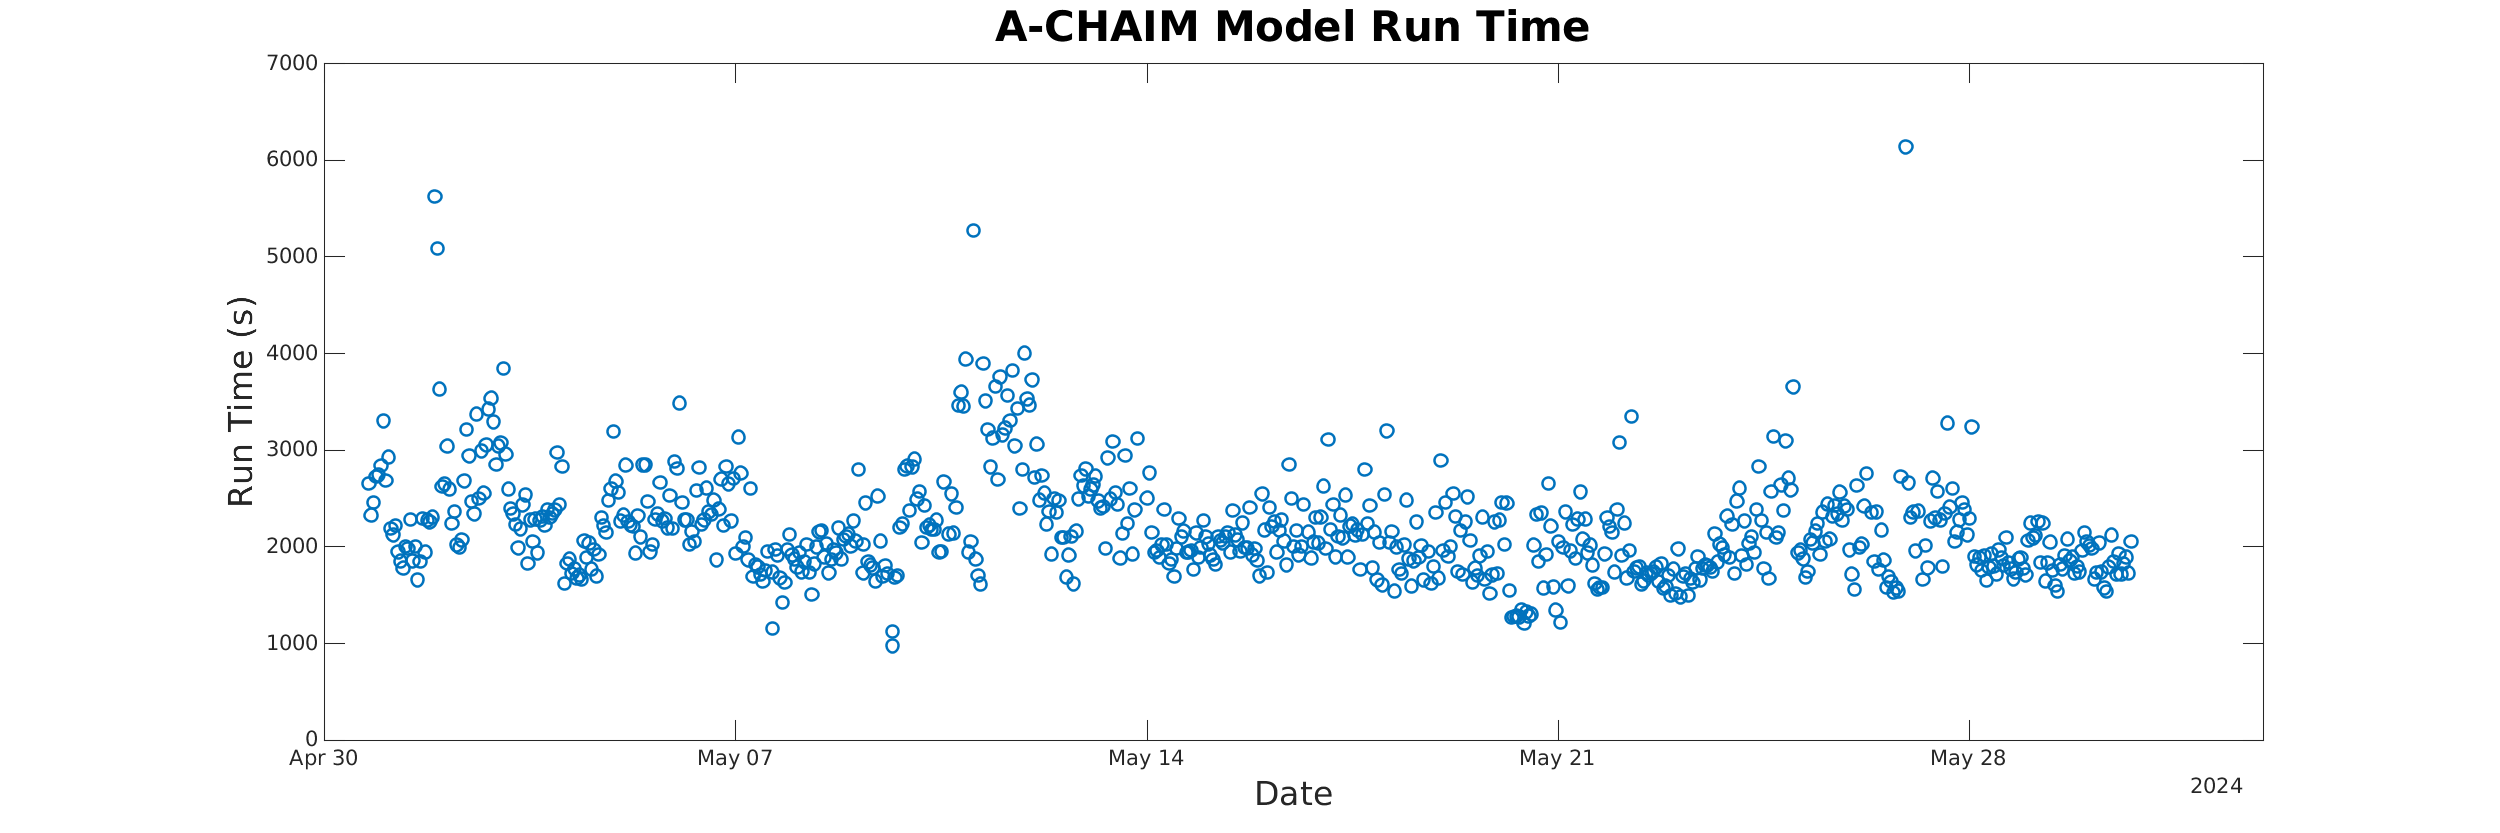 A-CHAIM Model Run Time
Run Time (s)
7000
6000
5000
4000
3000
2000
1000
0
Apr 30 May 07 May 14 May 21 May 28
Date
2024